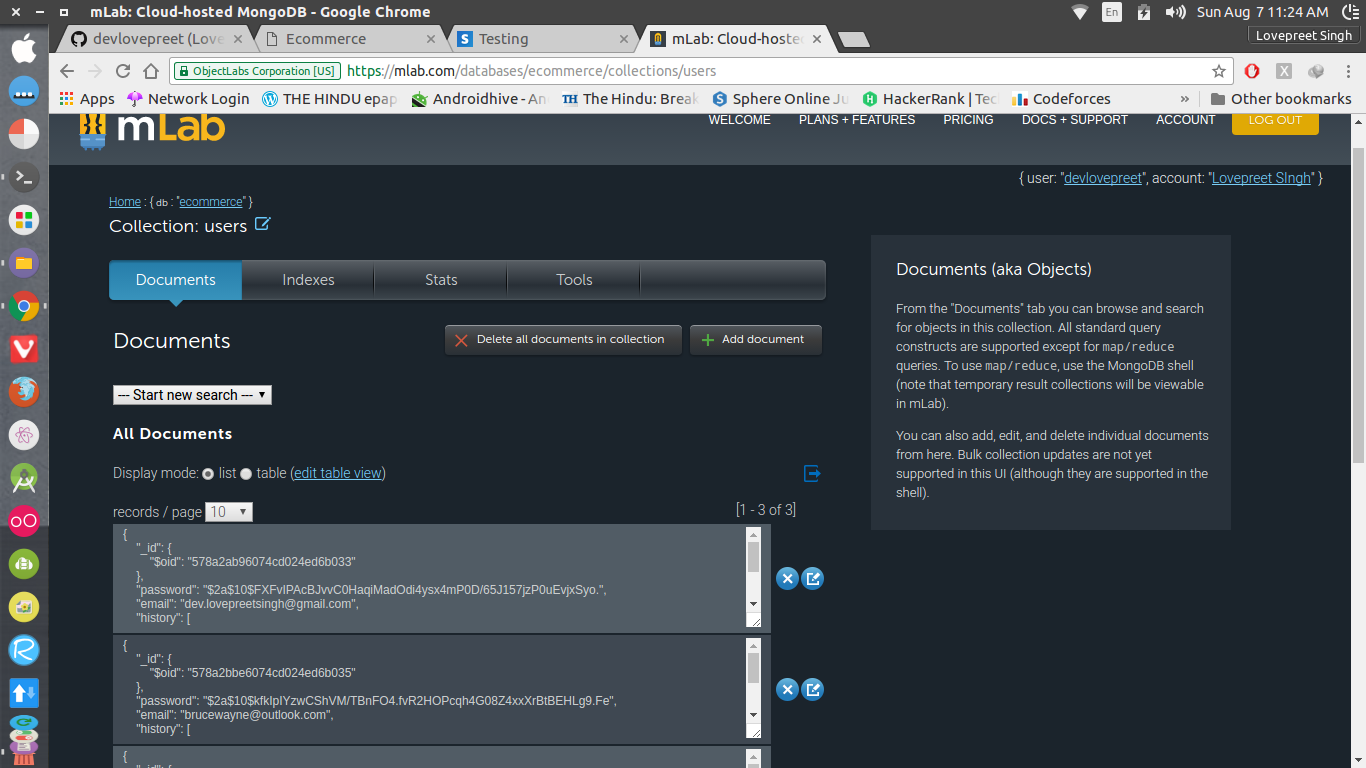 mLab: Cloud-hosted MongoDB - Google Chrome
En
Sun Aug 7 11:24 AM
Lovepreet Singh
devlovepreet (Love
Ecommerce
Testing
mLab: Cloud-hosted
ObjectLabs Corporation [US]
https://mlab.com/databases/ecommerce/collections/users
Apps
Network Login
THE HINDU epap
Androidhive - An
The Hindu: Break
Sphere Online Ju
HackerRank | Tec
Codeforces
»
Other bookmarks
mLab
WELCOME
PLANS + FEATURES
PRICING
DOCS + SUPPORT
ACCOUNT
LOG OUT
{ user: "devlovepreet", account: "Lovepreet SIngh" }
Home : { db : "ecommerce" }
Collection: users
Documents
Indexes
Stats
Tools
Documents
Delete all documents in collection
Add document
--- Start new search ---
All Documents
Display mode: list table (edit table view)
records / page 10
[1 - 3 of 3]
{
"_id": {
"$oid": "578a2ab96074cd024ed6b033"
},
"password": "$2a$10$FXFvIPAcBJvvC0HaqiMadOdi4ysx4mP0D/65J157jzP0uEvjxSyo.",
"email": "dev.lovepreetsingh@gmail.com",
"history": [
{
"_id": {
"$oid": "578a2bbe6074cd024ed6b035"
},
"password": "$2a$10$kfkIpIYzwCShVM/TBnFO4.fvR2HOPcqh4G08Z4xxXrBtBEHLg9.Fe",
"email": "brucewayne@outlook.com",
"history": [
{
Documents (aka Objects)
From the "Documents" tab you can browse and search
for objects in this collection. All standard query
constructs are supported except for map/reduce
queries. To use map/reduce, use the MongoDB shell
(note that temporary result collections will be viewable
in mLab).
You can also add, edit, and delete individual documents
from here. Bulk collection updates are not yet
supported in this UI (although they are supported in the
shell).